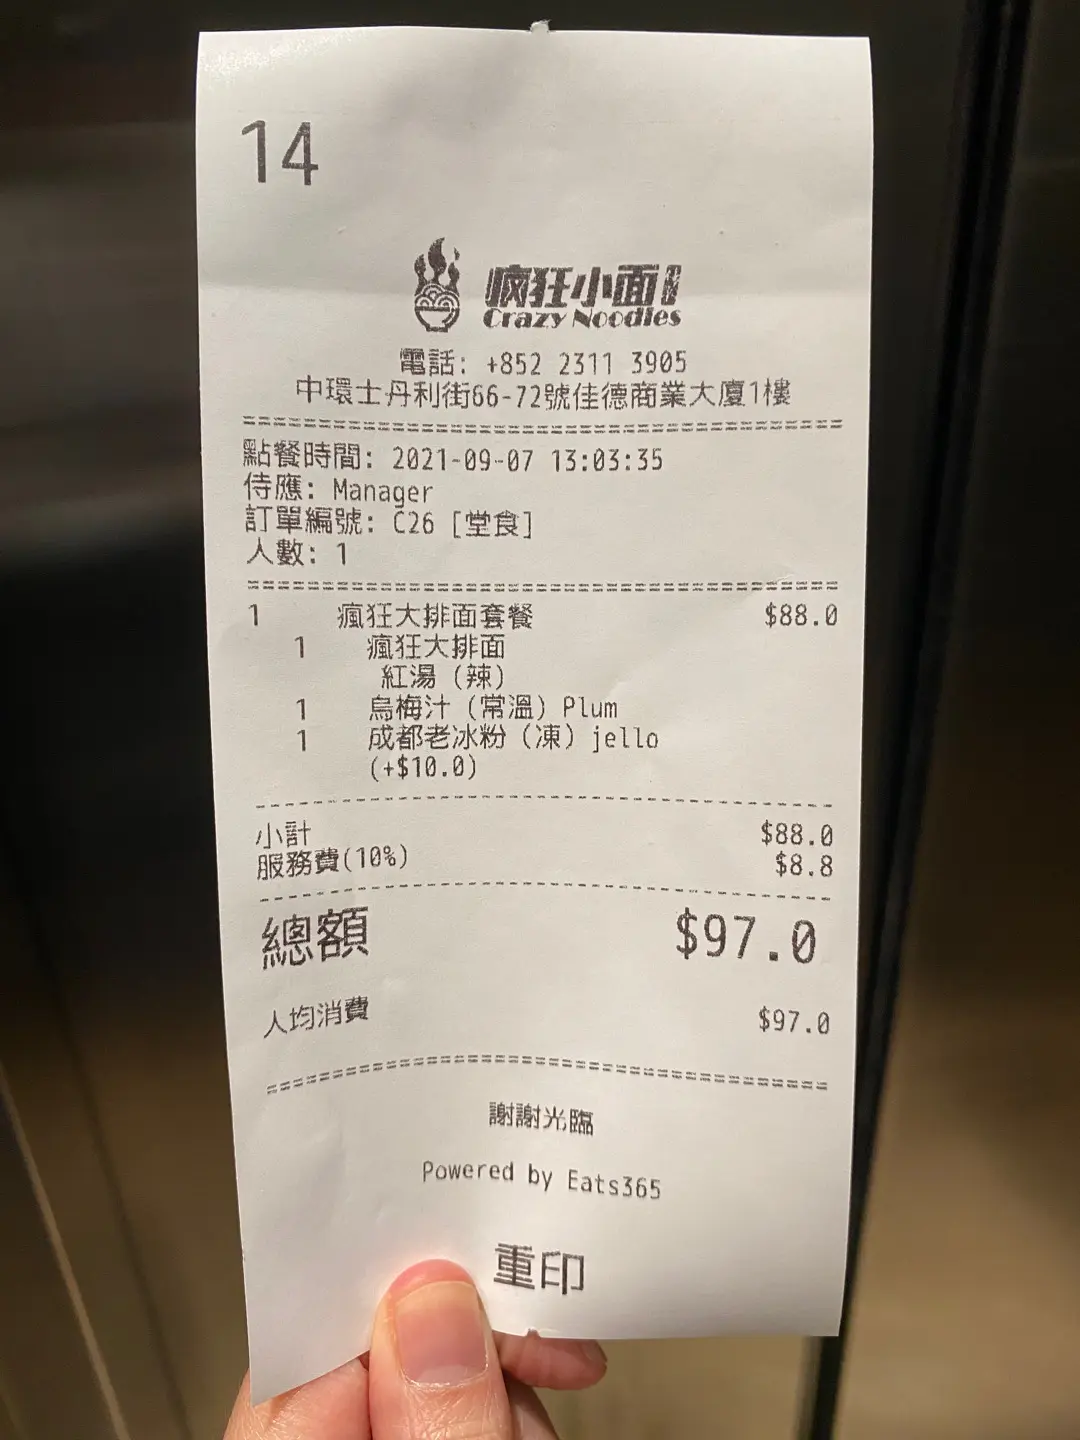 14
瘋狂小面
Crazy Noodles
電話: +852 2311 3905
中環士丹利街66-72號佳德商業大廈1樓
點餐時間: 2021-09-07 13:03:35
侍應: Manager
訂單編號: C26 [堂食]
人數: 1
1 瘋狂大排面套餐 $88.0
1 瘋狂大排面
紅湯（辣）
1 烏梅汁（常溫）Plum
1 成都老冰粉（凍）jello
(+$10.0)
小計 $88.0
服務費(10%) $8.8
總額 $97.0
人均消費 $97.0
謝謝光臨
Powered by Eats365
重印